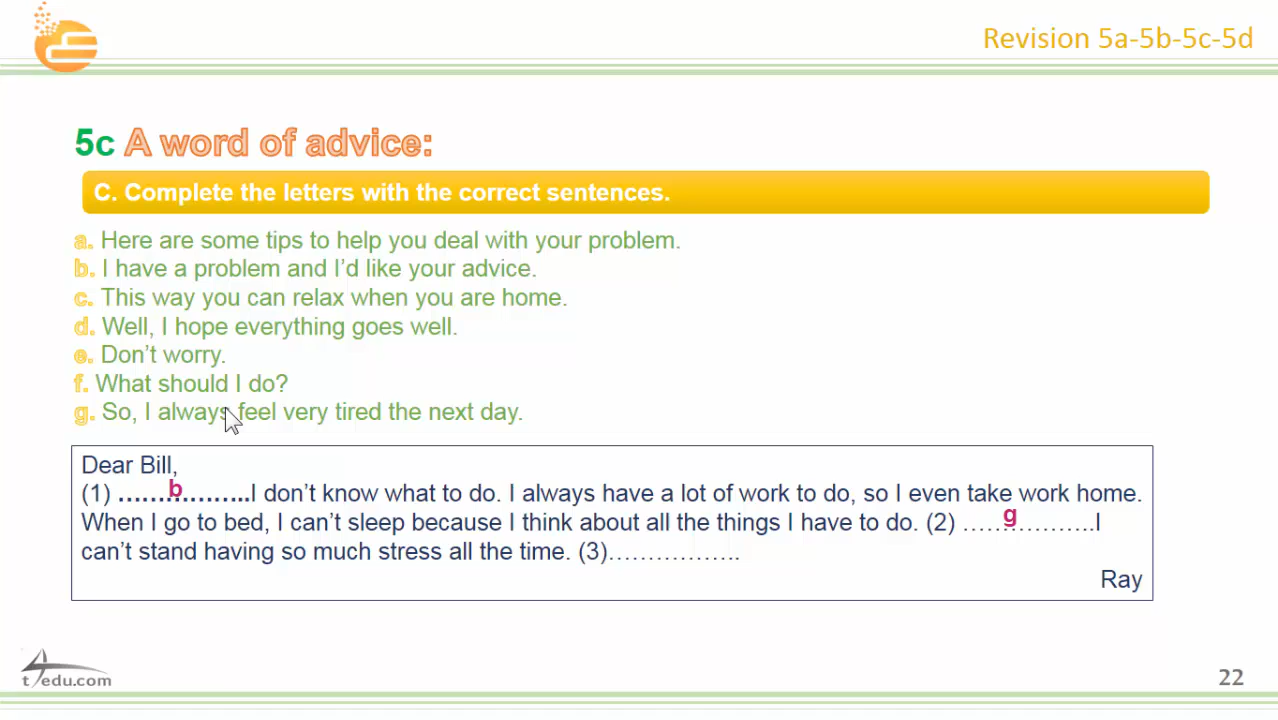 Revision 5a-5b-5c-5d
5c A word of advice:
C. Complete the letters with the correct sentences.
a. Here are some tips to help you deal with your problem.
b. I have a problem and I'd like your advice.
c. This way you can relax when you are home.
d. Well, I hope everything goes well.
e. Don't worry.
f. What should I do?
g. So, I always feel very tired the next day.
Dear Bill,
(1) ......b..........I don't know what to do. I always have a lot of work to do, so I even take work home.
When I go to bed, I can't sleep because I think about all the things I have to do. (2) ......g..........I
can't stand having so much stress all the time. (3)……………..
Ray
t4edu.com
22